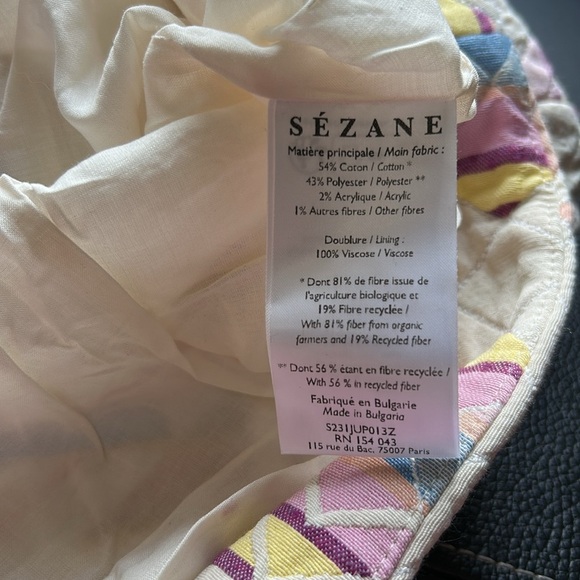 SÉZANE
Matière principale / Main fabric :
54% Coton / Cotton *
43% Polyester / Polyester **
2% Acrylique / Acrylic
1% Autres fibres / Other fibres
Doublure / Lining :
100% Viscose / Viscose
* Dont 81% de fibre issue de
l'agriculture biologique et
19% Fibre recyclée /
With 81% fiber from organic
farmers and 19% Recycled fiber
** Dont 56 % étant en fibre recyclée /
With 56 % in recycled fiber
Fabriqué en Bulgarie
Made in Bulgaria
S231JUP013Z
RN 154 043
115 rue du Bac, 75007 Paris